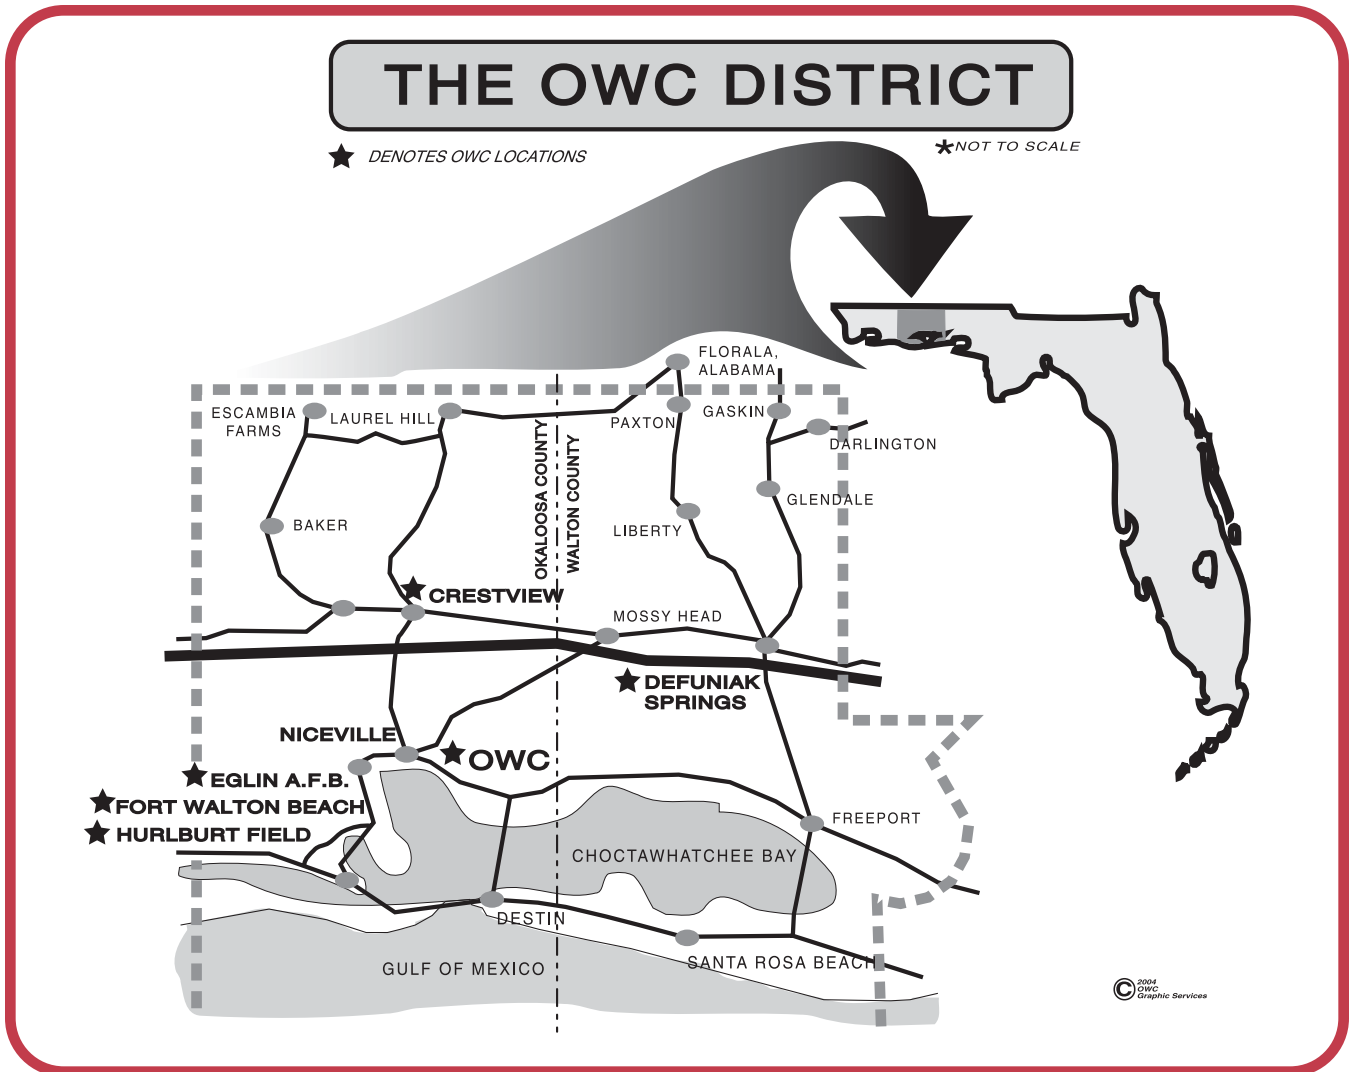 THE OWC DISTRICT
★ DENOTES OWC LOCATIONS
*NOT TO SCALE
FLORALA,
ALABAMA
ESCAMBIA
FARMS
LAUREL HILL
PAXTON
GASKIN
DARLINGTON
OKALOOSA COUNTY
WALTON COUNTY
GLENDALE
BAKER
LIBERTY
★ CRESTVIEW
MOSSY HEAD
★ DEFUNIAK
SPRINGS
NICEVILLE
★ OWC
★ EGLIN A.F.B.
★ FORT WALTON BEACH
★ HURLBURT FIELD
FREEPORT
CHOCTAWHATCHEE BAY
DESTIN
GULF OF MEXICO
SANTA ROSA BEACH
© 2004
OWC
Graphic Services